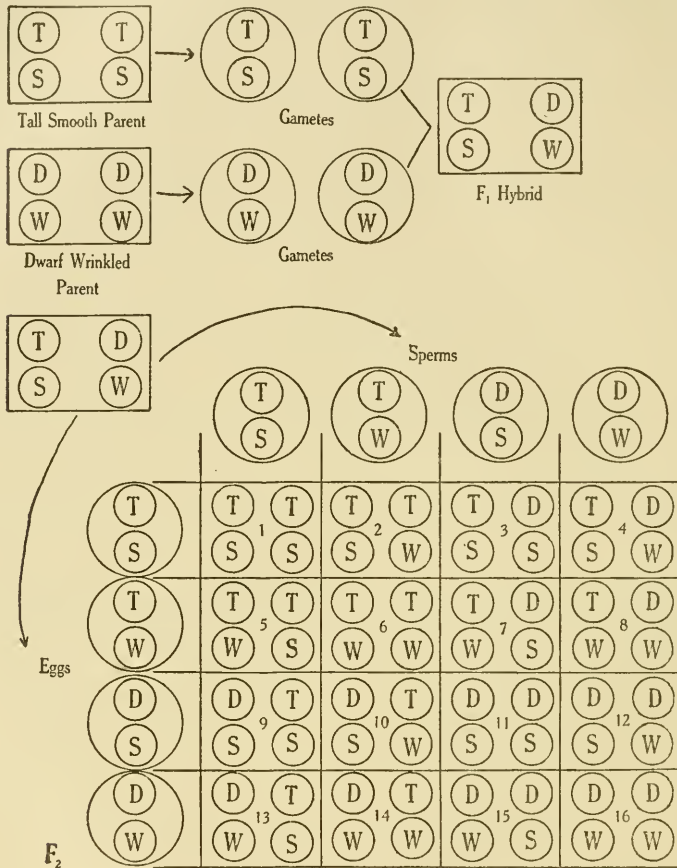 T T T T
S S S S
Tall Smooth Parent Gametes
T D
S W
F₁ Hybrid
D D D D
W W W W
Dwarf Wrinkled
Parent
Gametes
T D
S W
Sperms
T T D D
S W S W
T T T T T T D T D
1 2 3 4
S S S S W S S S W
T T T T T T D T D
5 6 7 8
W W S W W W S W W
Eggs
D D T D T D D D D
9 10 11 12
S S S S W S S S W
D D T D T D D D D
13 14 15 16
W W S W W W S W W
F₂